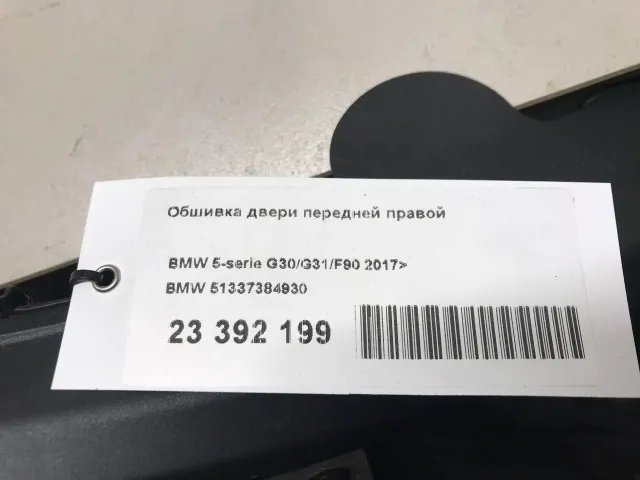 Обшивка двери передней правой
BMW 5-serie G30/G31/F90 2017>
BMW 51337384930
23 392 199